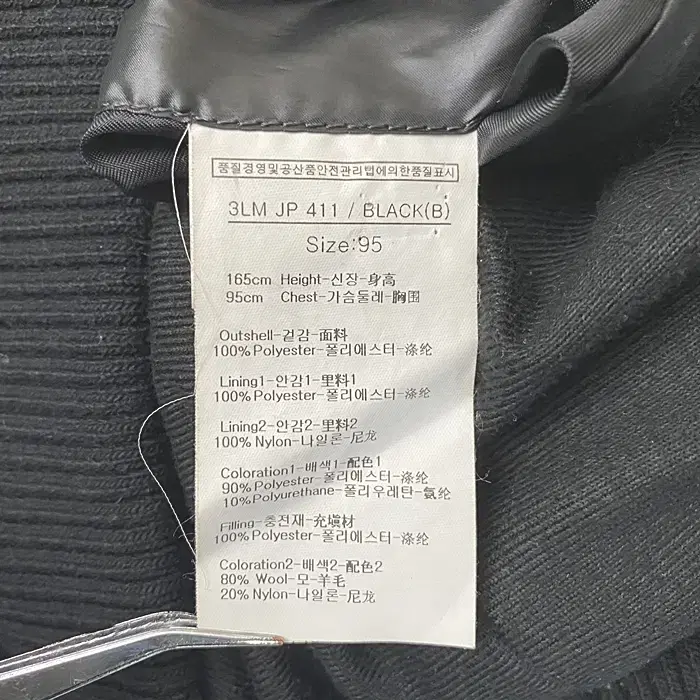 품질경영및공산품안전관리법에의한품질표시
3LM JP 411 / BLACK(B)
Size:95
165cm Height-신장-身高
95cm Chest-가슴둘레-胸围
Outshell-겉감-面料
100% Polyester-폴리에스터-涤纶
Lining1-안감1-里料1
100% Polyester-폴리에스터-涤纶
Lining2-안감2-里料2
100% Nylon-나일론-尼龙
Coloration1-배색1-配色1
90% Polyester-폴리에스터-涤纶
10% Polyurethane-폴리우레탄-氨纶
Filling-충전재-充塡材
100% Polyester-폴리에스터-涤纶
Coloration2-배색2-配色2
80% Wool-모-羊毛
20% Nylon-나일론-尼龙